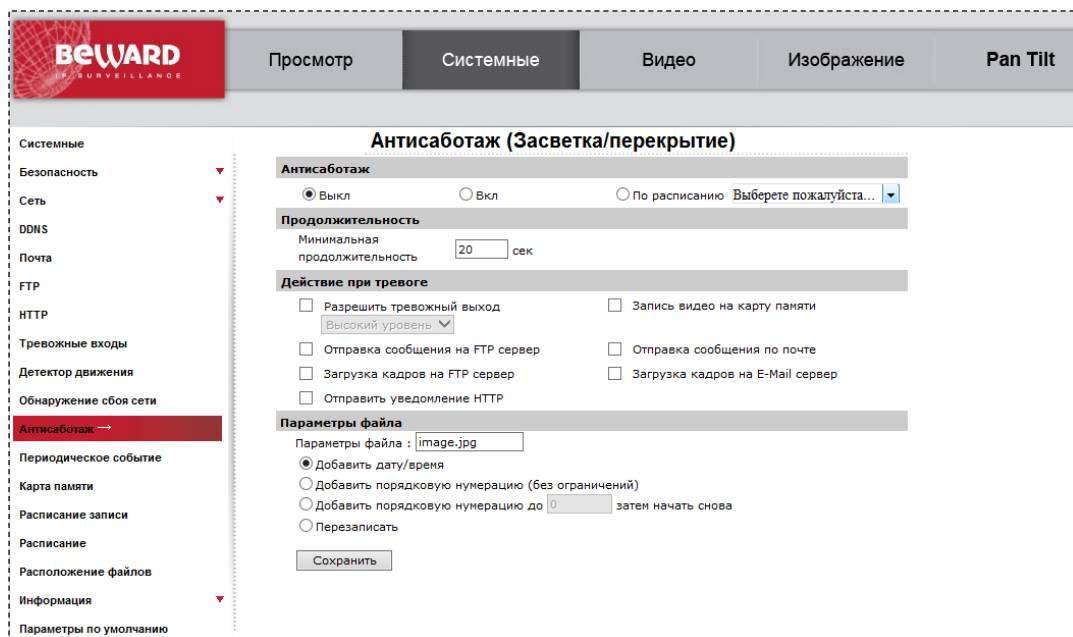 BEWARD
IP SURVEILLANCE
Просмотр Системные Видео Изображение Pan Tilt
Системные
Безопасность
Сеть
DDNS
Почта
FTP
HTTP
Тревожные входы
Детектор движения
Обнаружение сбоя сети
Антисаботаж →
Периодическое событие
Карта памяти
Расписание записи
Расписание
Расположение файлов
Информация
Параметры по умолчанию
Антисаботаж (Засветка/перекрытие)
Антисаботаж
Выкл Вкл По расписанию Выберете пожалуйста...
Продолжительность
Минимальная
продолжительность 20 сек
Действие при тревоге
Разрешить тревожный выход Запись видео на карту памяти
Высокий уровень
Отправка сообщения на FTP сервер Отправка сообщения по почте
Загрузка кадров на FTP сервер Загрузка кадров на E-Mail сервер
Отправить уведомление HTTP
Параметры файла
Параметры файла : image.jpg
Добавить дату/время
Добавить порядковую нумерацию (без ограничений)
Добавить порядковую нумерацию до 0 затем начать снова
Перезаписать
Сохранить